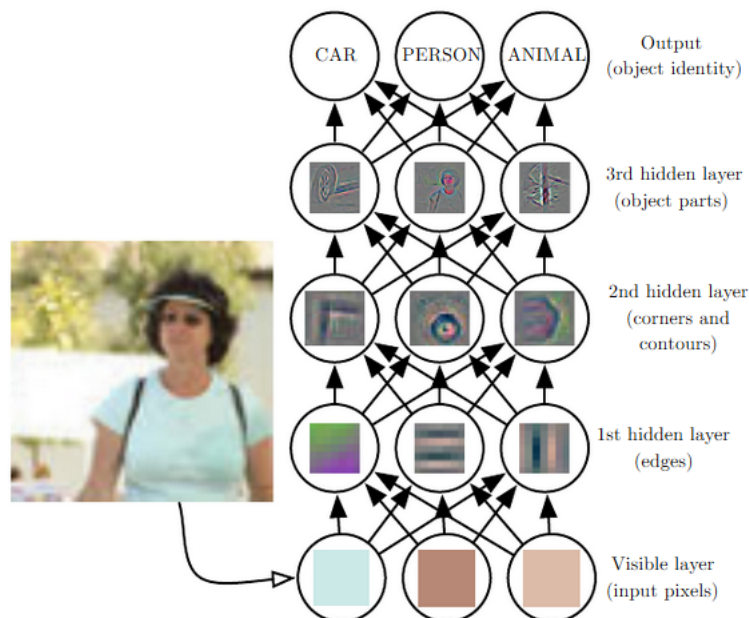 CAR PERSON ANIMAL
Output
(object identity)
3rd hidden layer
(object parts)
2nd hidden layer
(corners and
contours)
1st hidden layer
(edges)
Visible layer
(input pixels)